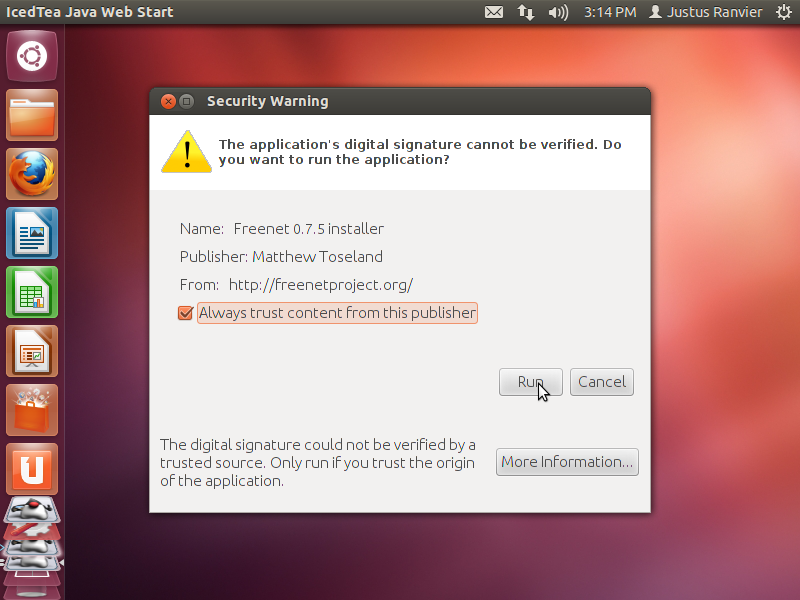 IcedTea Java Web Start
3:14 PM
Justus Ranvier
Security Warning
The application's digital signature cannot be verified. Do
you want to run the application?
Name: Freenet 0.7.5 installer
Publisher: Matthew Toseland
From: http://freenetproject.org/
Always trust content from this publisher
Run
Cancel
The digital signature could not be verified by a
trusted source. Only run if you trust the origin
of the application.
More Information...